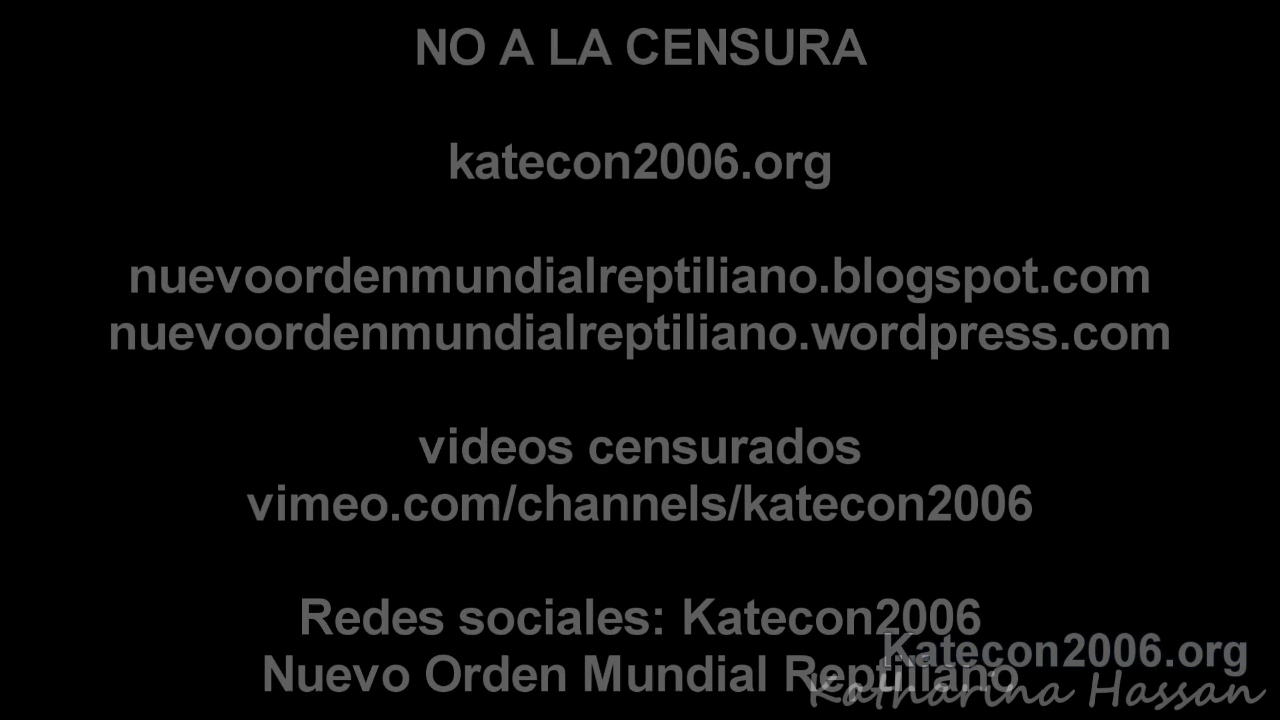 NO A LA CENSURA
katecon2006.org
nuevoordenmundialreptiliano.blogspot.com
nuevoordenmundialreptiliano.wordpress.com
videos censurados
vimeo.com/channels/katecon2006
Redes sociales: Katecon2006
Nuevo Orden Mundial Reptiliano
Katecon2006.org
Katharina Hassan